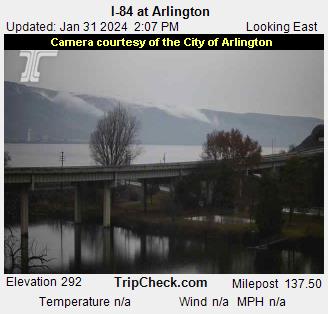 I-84 at Arlington
Updated: Jan 31 2024 2:07 PM Looking East
Camera courtesy of the City of Arlington
Elevation 292 TripCheck.com Milepost 137.50
Temperature n/a Wind n/a MPH n/a